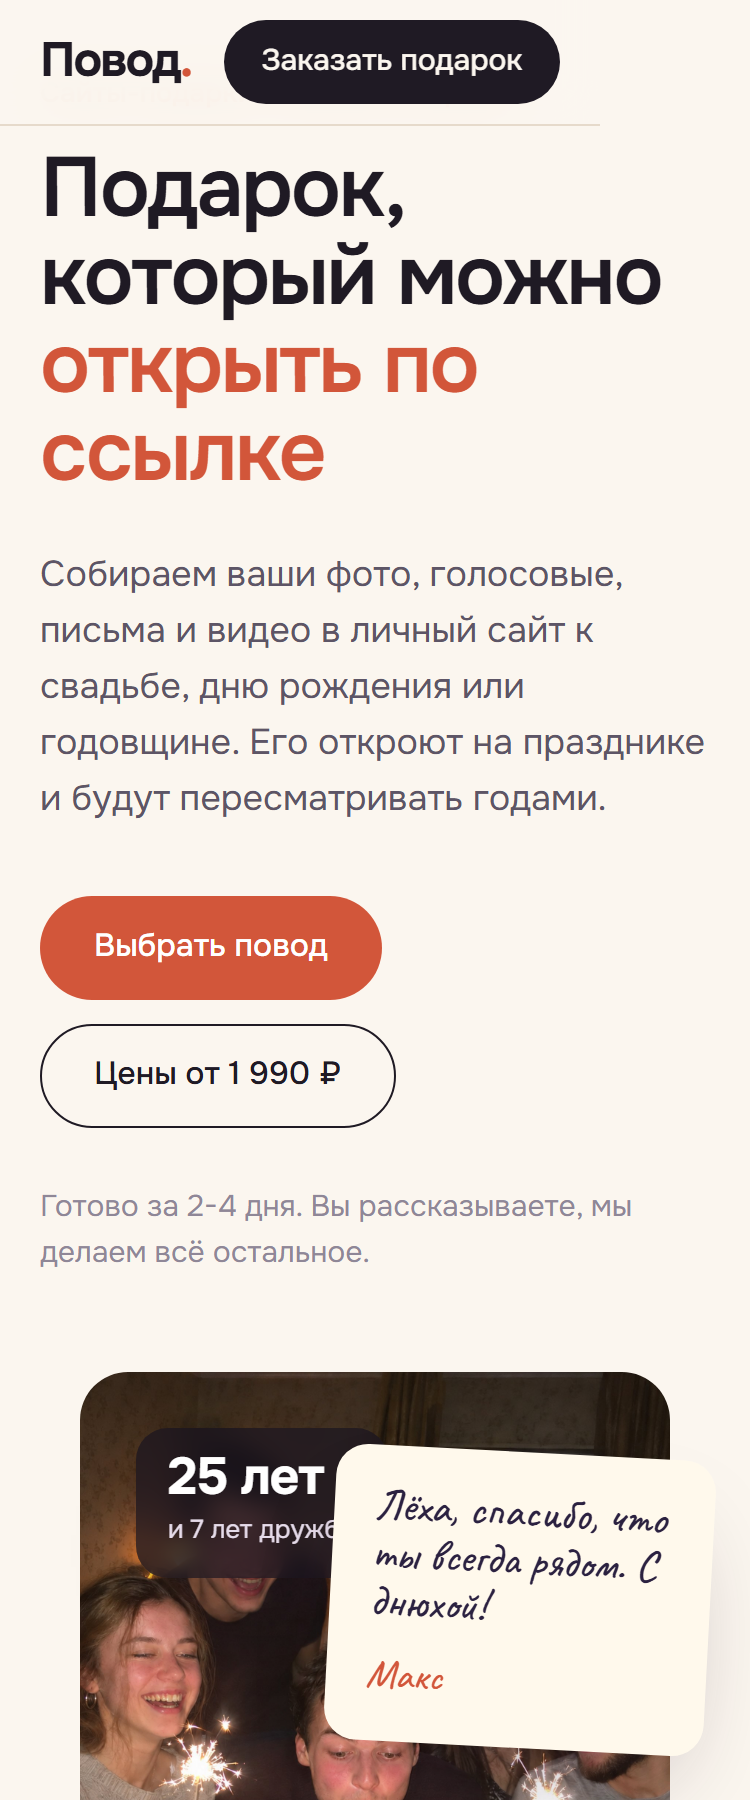 Повод.
Заказать подарок
Подарок,
который можно
открыть по
ссылке
Собираем ваши фото, голосовые,
письма и видео в личный сайт к
свадьбе, дню рождения или
годовщине. Его откроют на празднике
и будут пересматривать годами.
Выбрать повод
Цены от 1 990 ₽
Готово за 2-4 дня. Вы рассказываете, мы
делаем всё остальное.
25 лет
и 7 лет
Лёха, спасибо, что
ты всегда рядом. С
днюхой!
Макс